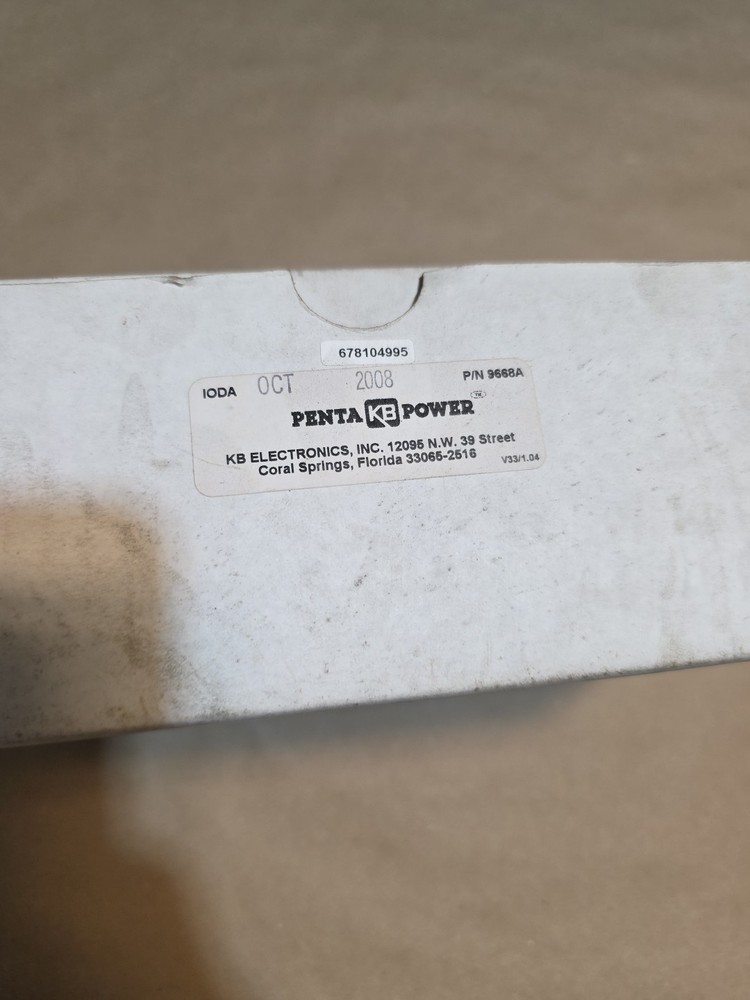 678104995
IODA OCT 2008 P/N 9668A
PENTA KB POWER TM
KB ELECTRONICS, INC. 12095 N.W. 39 Street
Coral Springs, Florida 33065-2516 V33/1.04